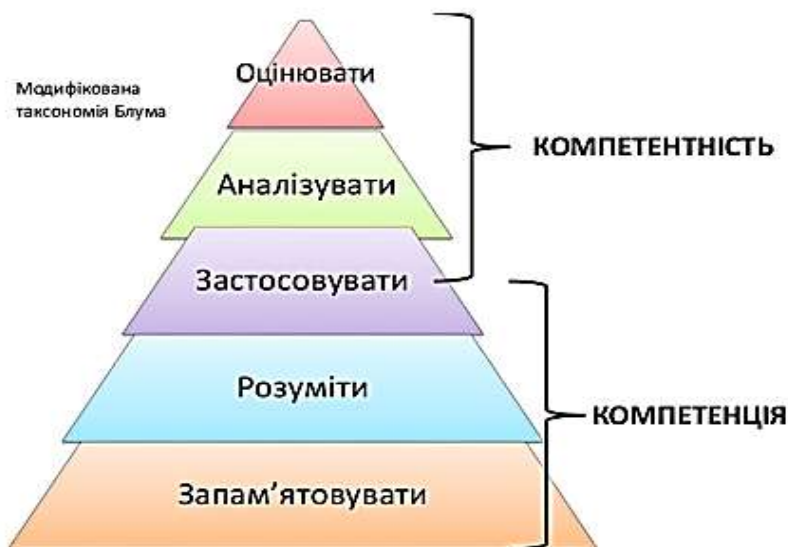 Оцінювати
Модифікована
таксономія Блума
КОМПЕТЕНТНІСТЬ
Аналізувати
Застосовувати
Розуміти
КОМПЕТЕНЦІЯ
Запам’ятовувати